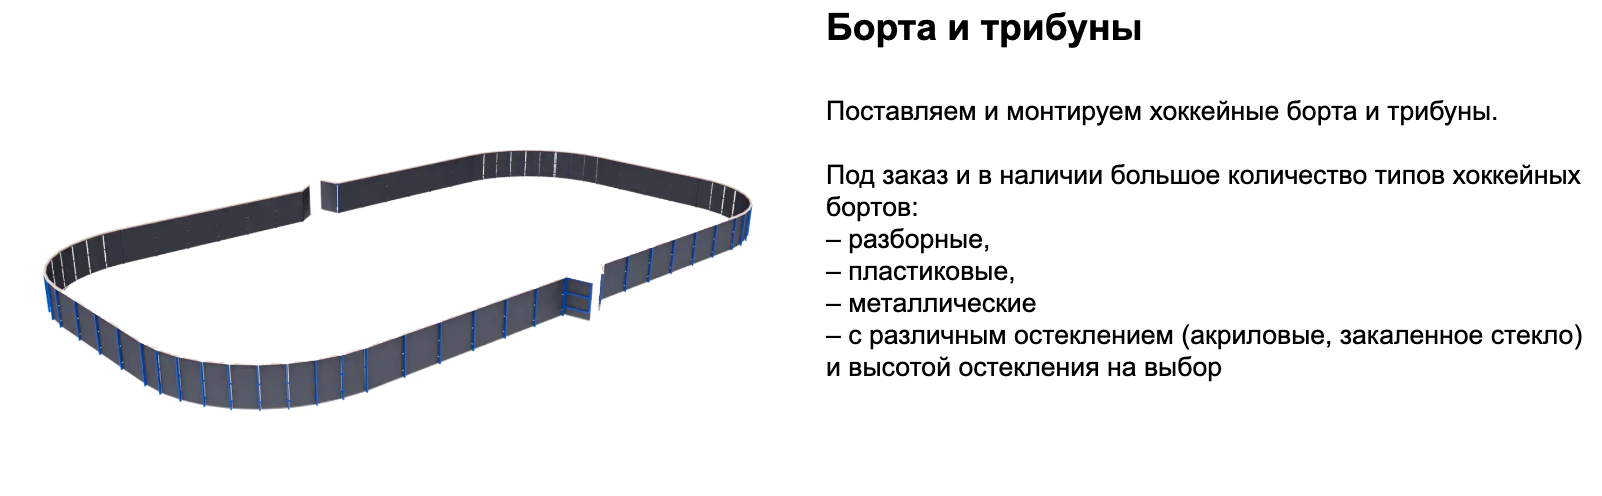 Борта и трибуны
Поставляем и монтируем хоккейные борта и трибуны.
Под заказ и в наличии большое количество типов хоккейных
бортов:
– разборные,
– пластиковые,
– металлические
– с различным остеклением (акриловые, закаленное стекло)
и высотой остекления на выбор